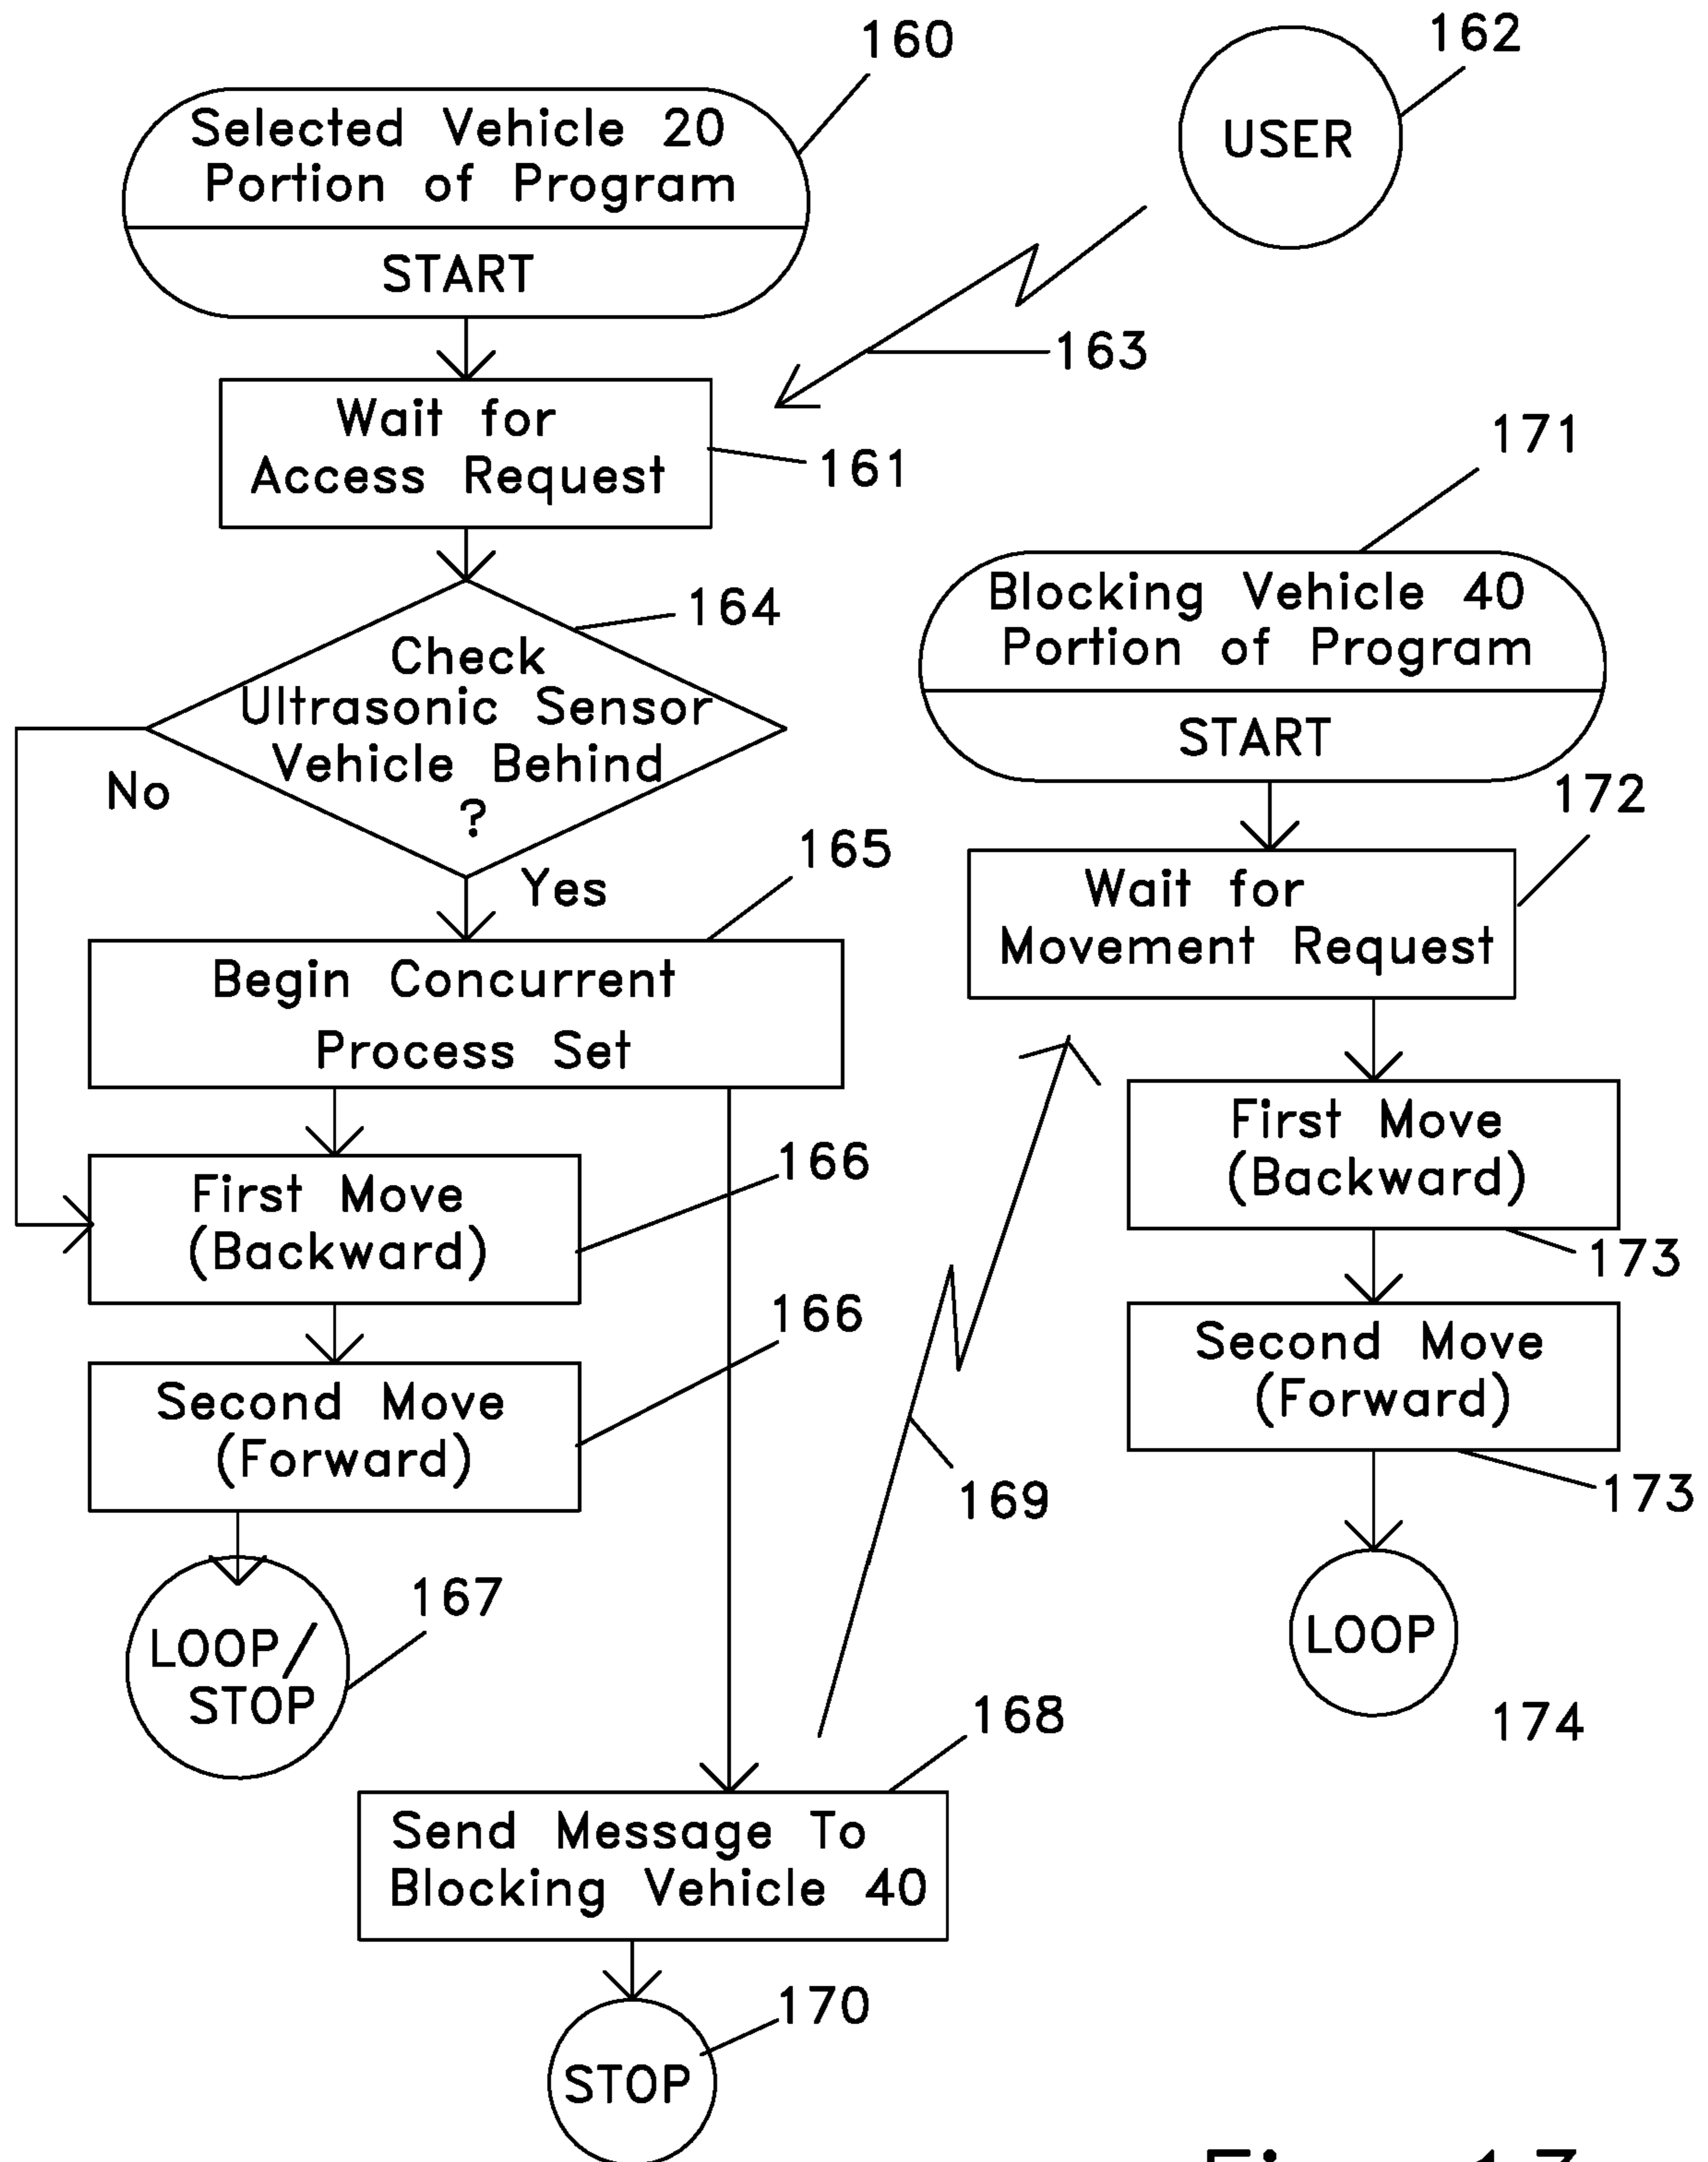 160
162
Selected Vehicle 20
Portion of Program
START
USER
163
Wait for
Access Request
161
171
164
Check
Ultrasonic Sensor
Vehicle Behind
?
No
Yes
Blocking Vehicle 40
Portion of Program
START
172
165
Wait for
Movement Request
Begin Concurrent
Process Set
First Move
(Backward)
166
First Move
(Backward)
173
166
Second Move
(Forward)
Second Move
(Forward)
173
169
167
LOOP/
STOP
LOOP
174
168
Send Message To
Blocking Vehicle 40
170
STOP